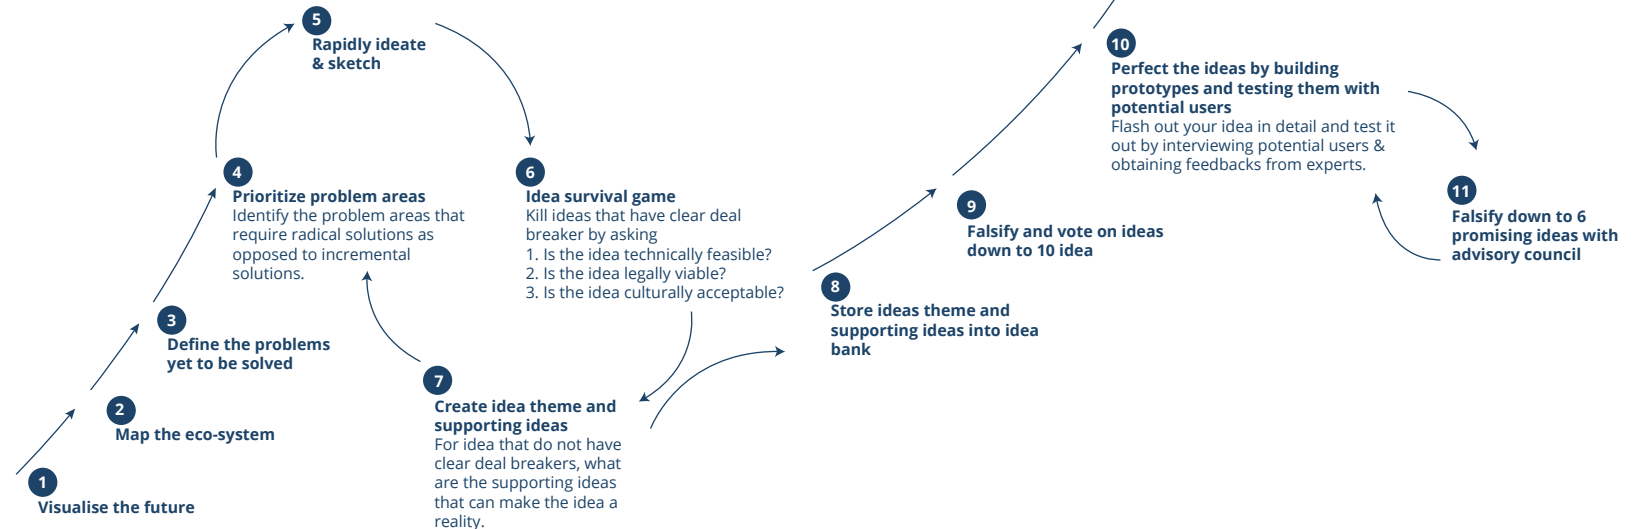 1
Visualise the future
2
Map the eco-system
3
Define the problems
yet to be solved
4
Prioritize problem areas
Identify the problem areas that
require radical solutions as
opposed to incremental
solutions.
5
Rapidly ideate
& sketch
6
Idea survival game
Kill ideas that have clear deal
breaker by asking
1. Is the idea technically feasible?
2. Is the idea legally viable?
3. Is the idea culturally acceptable?
7
Create idea theme and
supporting ideas
For idea that do not have
clear deal breakers, what
are the supporting ideas
that can make the idea a
reality.
8
Store ideas theme and
supporting ideas into idea
bank
9
Falsify and vote on ideas
down to 10 idea
10
Perfect the ideas by building
prototypes and testing them with
potential users
Flash out your idea in detail and test it
out by interviewing potential users &
obtaining feedbacks from experts.
11
Falsify down to 6
promising ideas with
advisory council